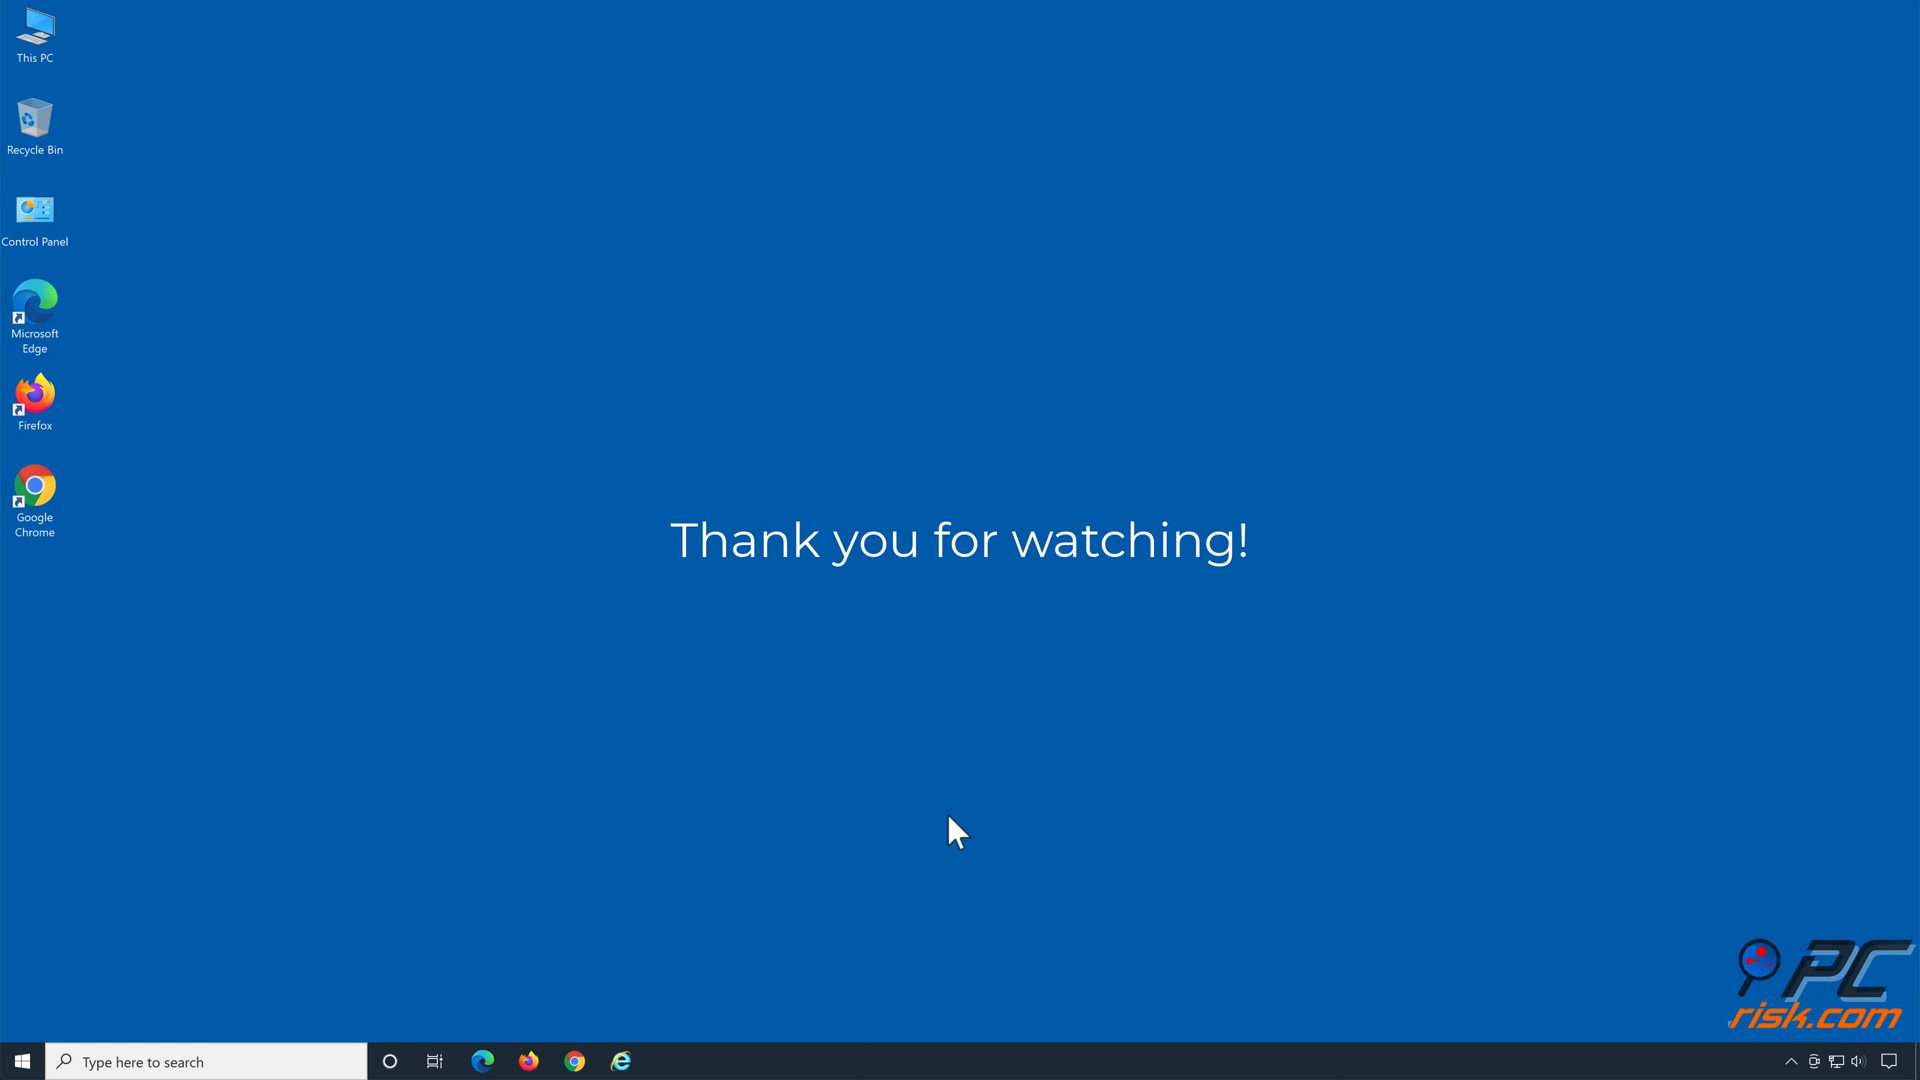 This PC
Recycle Bin
Control Panel
Microsoft
Edge
Firefox
Google
Chrome
Thank you for watching!
PC
risk.com
Type here to search